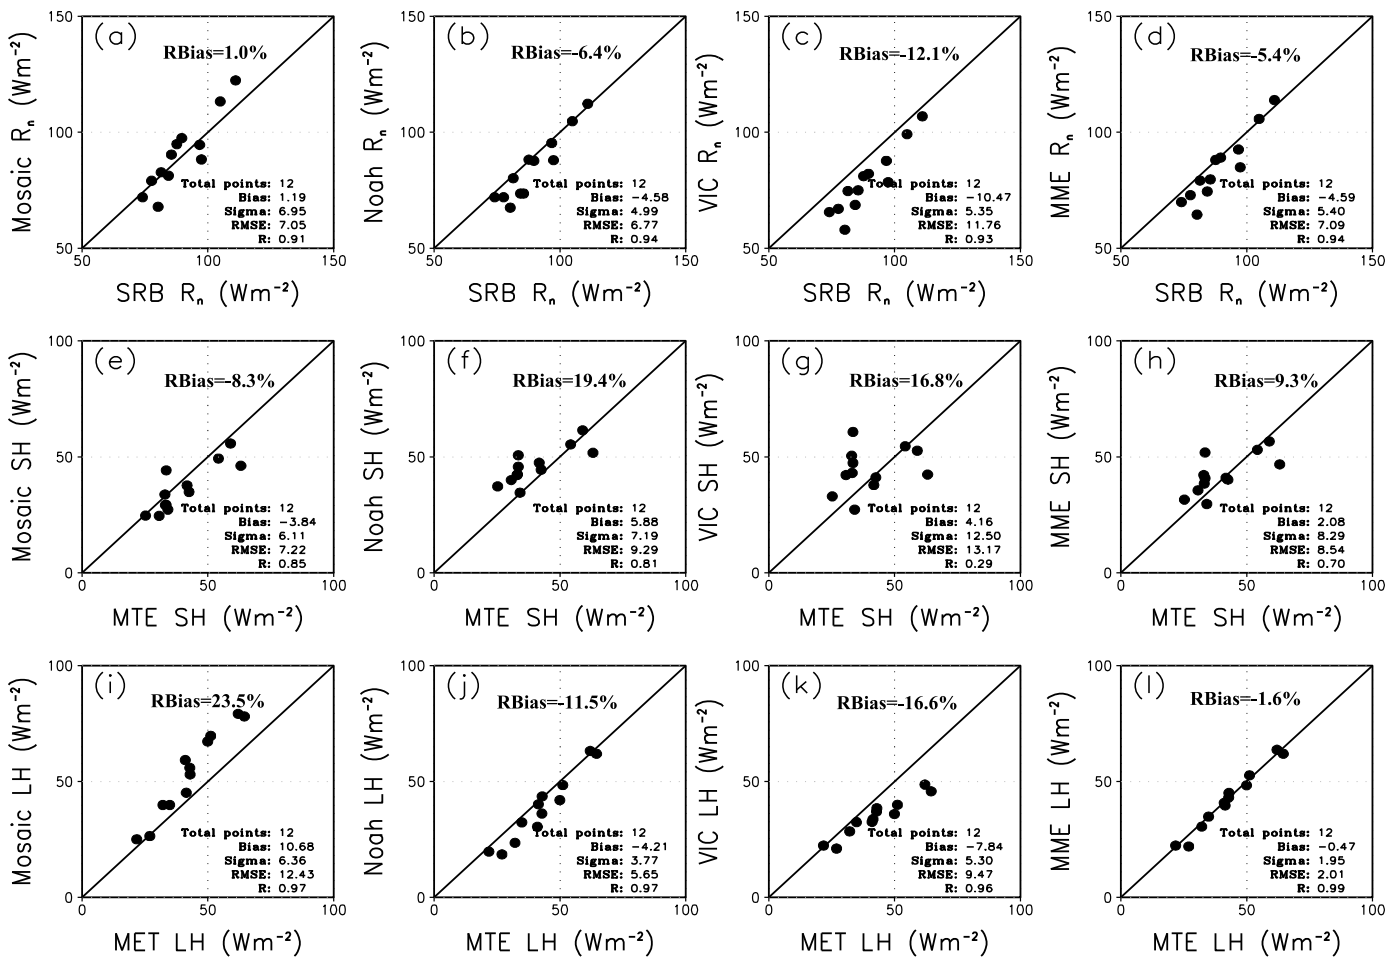 (a)
RBias=1.0%
Mosaic Rn (Wm−2)
150
100
50
Total points: 12
Bias: 1.19
Sigma: 6.95
RMSE: 7.05
R: 0.91
50 100 150
SRB Rn (Wm−2)
(b)
RBias=-6.4%
Noah Rn (Wm−2)
150
100
50
Total points: 12
Bias: −4.58
Sigma: 4.99
RMSE: 6.77
R: 0.94
50 100 150
SRB Rn (Wm−2)
(c)
RBias=-12.1%
VIC Rn (Wm−2)
150
100
50
Total points: 12
Bias: −10.47
Sigma: 5.35
RMSE: 11.76
R: 0.93
50 100 150
SRB Rn (Wm−2)
(d)
RBias=-5.4%
MME Rn (Wm−2)
150
100
50
Total points: 12
Bias: −4.59
Sigma: 5.40
RMSE: 7.09
R: 0.94
50 100 150
SRB Rn (Wm−2)
(e)
RBias=-8.3%
Mosaic SH (Wm−2)
100
50
0
Total points: 12
Bias: −3.84
Sigma: 6.11
RMSE: 7.22
R: 0.85
0 50 100
MTE SH (Wm−2)
(f)
RBias=19.4%
Noah SH (Wm−2)
100
50
0
Total points: 12
Bias: 5.88
Sigma: 7.19
RMSE: 9.29
R: 0.81
0 50 100
MTE SH (Wm−2)
(g)
RBias=16.8%
VIC SH (Wm−2)
100
50
0
Total points: 12
Bias: 4.16
Sigma: 12.50
RMSE: 13.17
R: 0.29
0 50 100
MTE SH (Wm−2)
(h)
RBias=9.3%
MME SH (Wm−2)
100
50
0
Total points: 12
Bias: 2.08
Sigma: 8.29
RMSE: 8.54
R: 0.70
0 50 100
MTE SH (Wm−2)
(i)
RBias=23.5%
Mosaic LH (Wm−2)
100
50
0
Total points: 12
Bias: 10.68
Sigma: 6.36
RMSE: 12.43
R: 0.97
0 50 100
MET LH (Wm−2)
(j)
RBias=-11.5%
Noah LH (Wm−2)
100
50
0
Total points: 12
Bias: −4.21
Sigma: 3.77
RMSE: 5.65
R: 0.97
0 50 100
MTE LH (Wm−2)
(k)
RBias=-16.6%
VIC LH (Wm−2)
100
50
0
Total points: 12
Bias: −7.84
Sigma: 5.30
RMSE: 9.47
R: 0.96
0 50 100
MET LH (Wm−2)
(l)
RBias=-1.6%
MME LH (Wm−2)
100
50
0
Total points: 12
Bias: −0.47
Sigma: 1.95
RMSE: 2.01
R: 0.99
0 50 100
MTE LH (Wm−2)